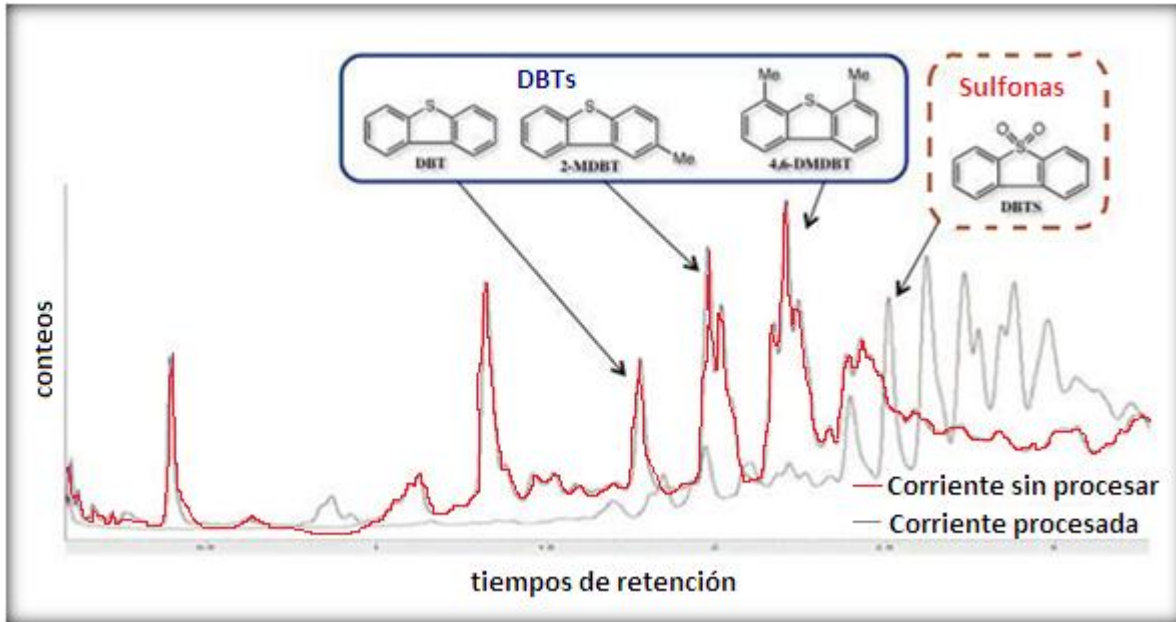 DBTs
Me
Me
S
S
S
DBT
2-MDBT
Me
4,6-DMDBT
Sulfonas
O
O
S
DBTS
conteos
Corriente sin procesar
Corriente procesada
tiempos de retención